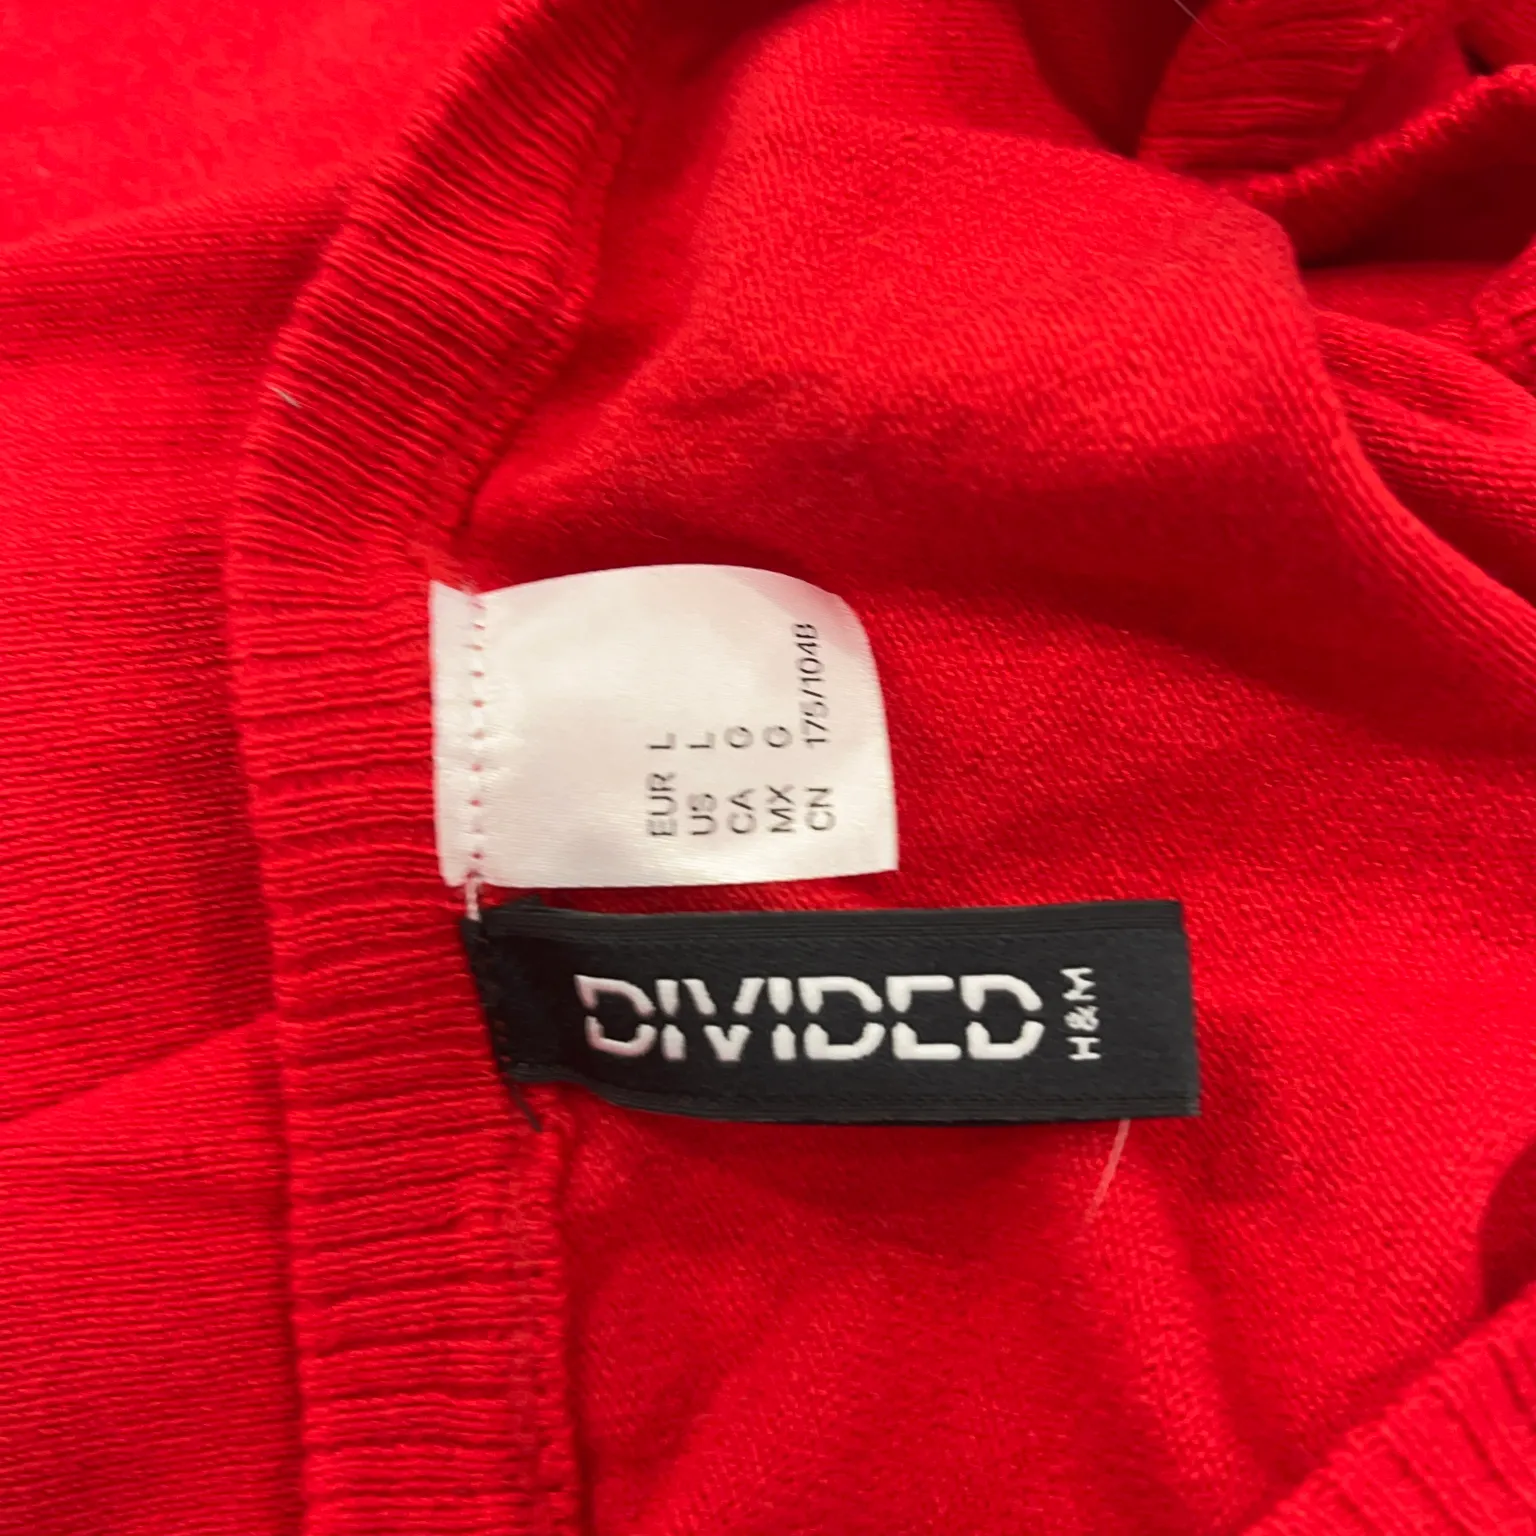 EUR L
US L
CA G
MX G
CN 175/104B
DIVIDED
H&M